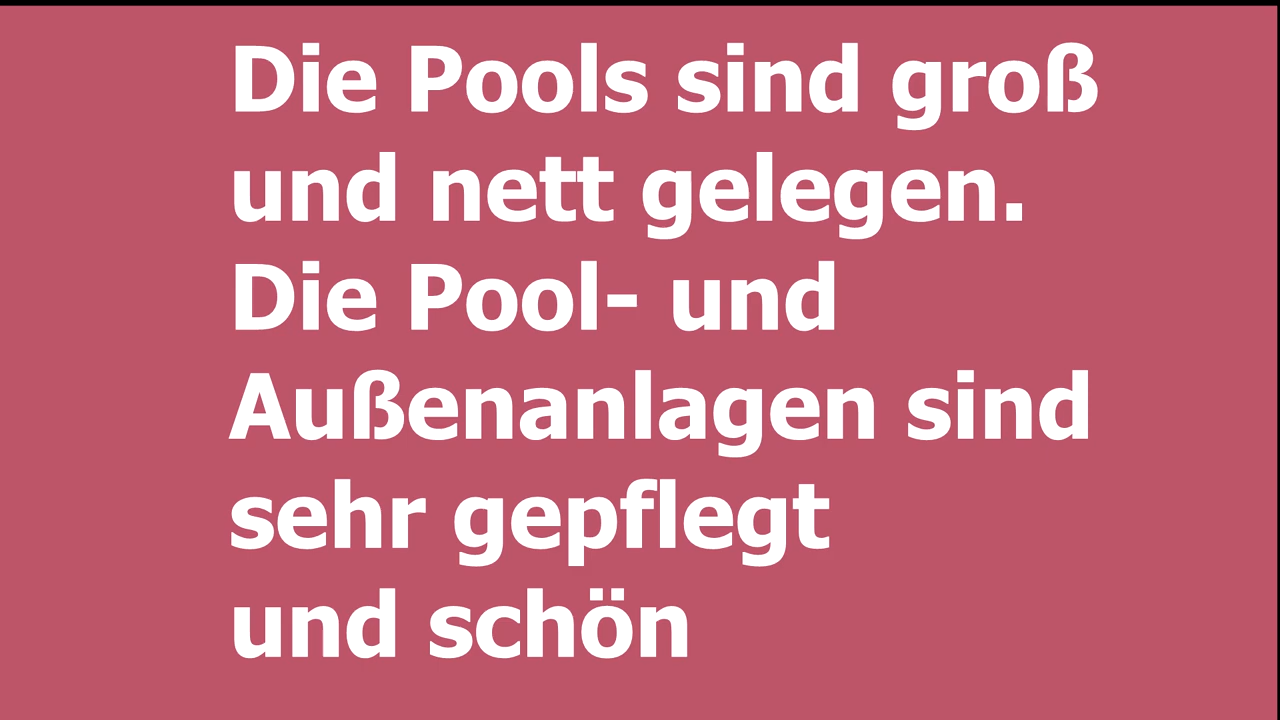 Die Pools sind groß
und nett gelegen.
Die Pool- und
Außenanlagen sind
sehr gepflegt
und schön